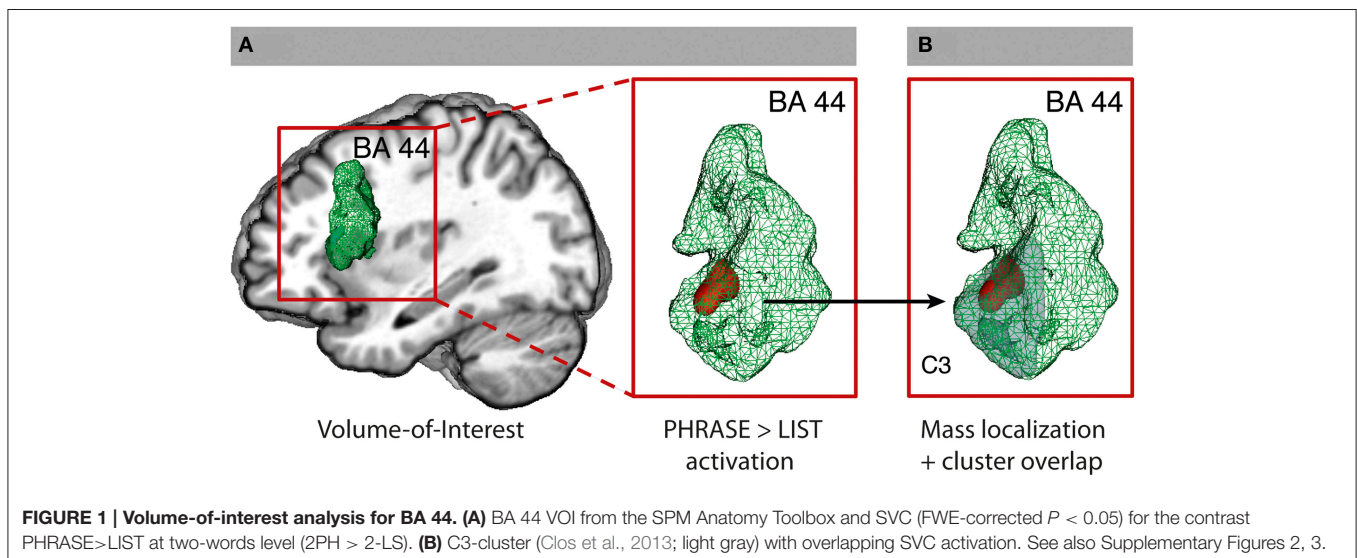 A
B
BA 44
BA 44
BA 44
C3
Volume-of-Interest
PHRASE > LIST
activation
Mass localization
+ cluster overlap
FIGURE 1 | Volume-of-interest analysis for BA 44. (A) BA 44 VOI from the SPM Anatomy Toolbox and SVC (FWE-corrected P < 0.05) for the contrast
PHRASE>LIST at two-words level (2PH > 2-LS). (B) C3-cluster (Clos et al., 2013; light gray) with overlapping SVC activation. See also Supplementary Figures 2, 3.